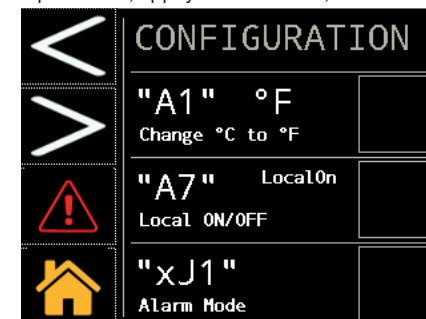 CONFIGURATION
"A1" °F
Change °C to °F
"A7" LocalOn
Local ON/OFF
"xJ1"
Alarm Mode